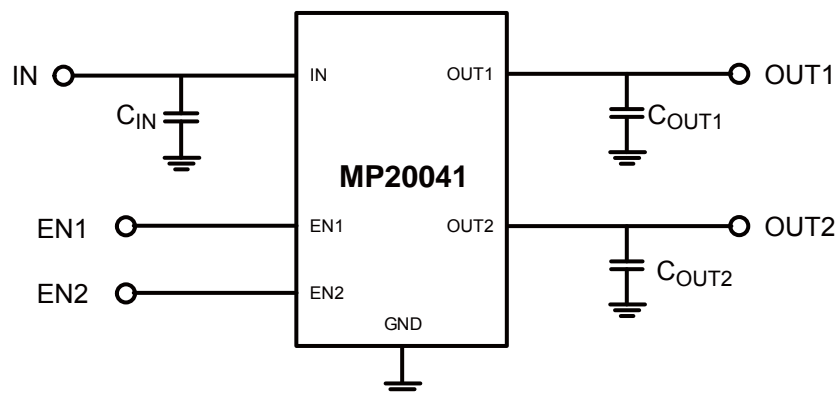 IN
IN
OUT1
OUT1
C_IN
C_OUT1
MP20041
EN1
EN1
OUT2
OUT2
EN2
EN2
C_OUT2
GND